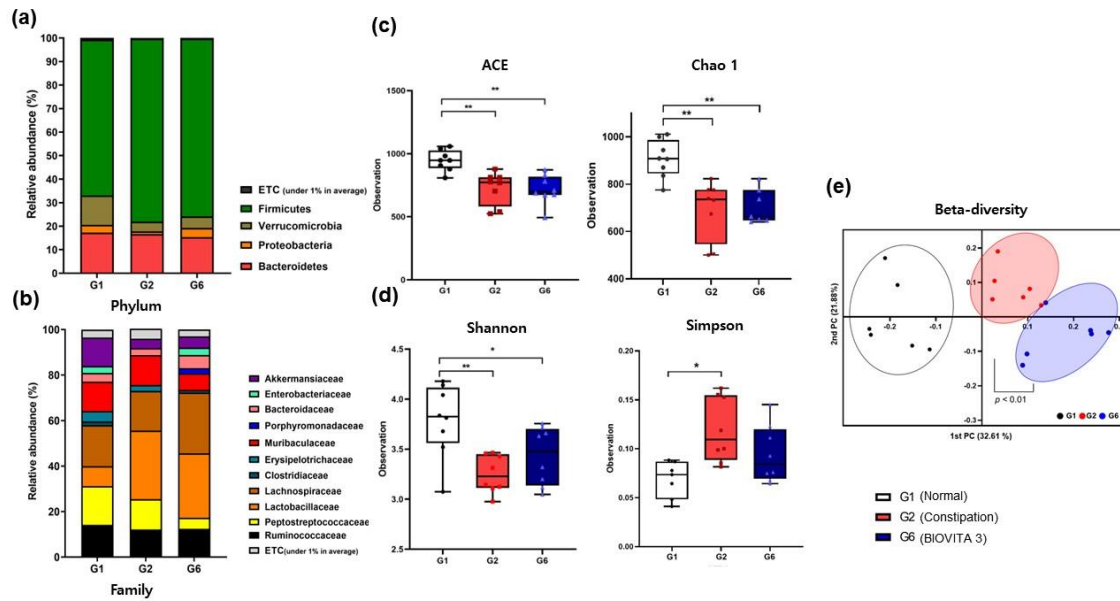 (a)
100
90
80
70
60
50
40
30
20
10
0
Relative abundance (%)
G1 G2 G6
Phylum
ETC (under 1% in average)
Firmicutes
Verrucomicrobia
Proteobacteria
Bacteroidetes
(b)
100
80
60
40
20
0
Relative abundance (%)
G1 G2 G6
Family
Akkermansiaceae
Enterobacteriaceae
Bacteroidaceae
Porphyromonadaceae
Muribaculaceae
Erysipelotrichaceae
Clostridiaceae
Lachnospiraceae
Lactobacillaceae
Peptostreptococcaceae
Ruminococcaceae
ETC(under 1% in average)
(c)
ACE
1500
1000
500
0
Observation
**
**
G1 G2 G6
Chao 1
1000
800
600
400
Observation
**
**
G1 G2 G6
(d)
Shannon
4.5
4.0
3.5
3.0
2.5
Observation
*
**
G1 G2 G6
Simpson
0.20
0.15
0.10
0.05
0.00
Observation
*
G1 G2 G6
(e)
Beta-diversity
2nd PC (21.88%)
0.2
0.1
-0.1
-0.2
-0.3
-0.2 -0.1 0.1 0.2
p < 0.01
G1 G2 G6
1st PC (32.61 %)
G1 (Normal)
G2 (Constipation)
G6 (BIOVITA 3)